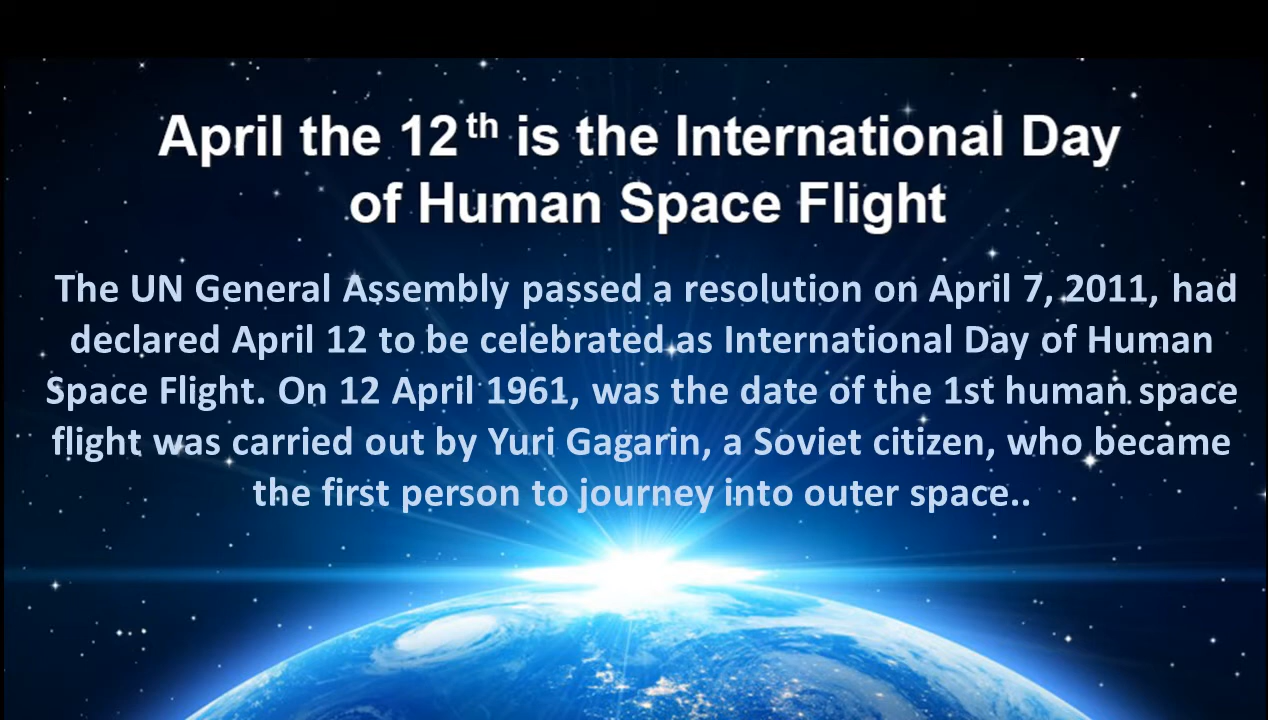 April the 12th is the International Day
of Human Space Flight
The UN General Assembly passed a resolution on April 7, 2011, had
declared April 12 to be celebrated as International Day of Human
Space Flight. On 12 April 1961, was the date of the 1st human space
flight was carried out by Yuri Gagarin, a Soviet citizen, who became
the first person to journey into outer space..